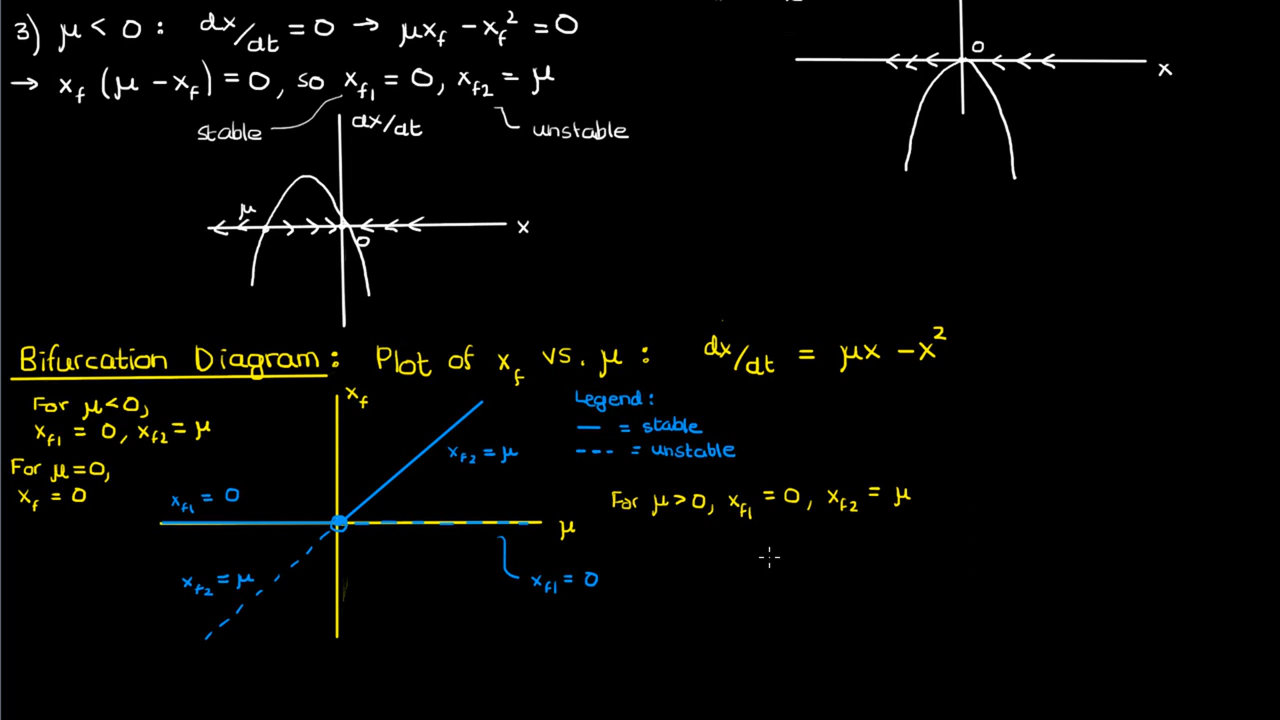 3) μ < 0 : dx/dt = 0 → μx_f - x_f² = 0
→ x_f (μ - x_f) = 0, so x_f1 = 0, x_f2 = μ
stable
unstable
dx/dt
μ
0
x
0
x
Bifurcation Diagram: Plot of x_f vs. μ : dx/dt = μx - x²
For μ<0,
x_f1 = 0, x_f2 = μ
For μ=0,
x_f = 0
x_f
x_f2 = μ
x_f1 = 0
μ
x_f2 = μ
x_f1 = 0
Legend:
— = stable
--- = unstable
For μ>0, x_f1 = 0, x_f2 = μ